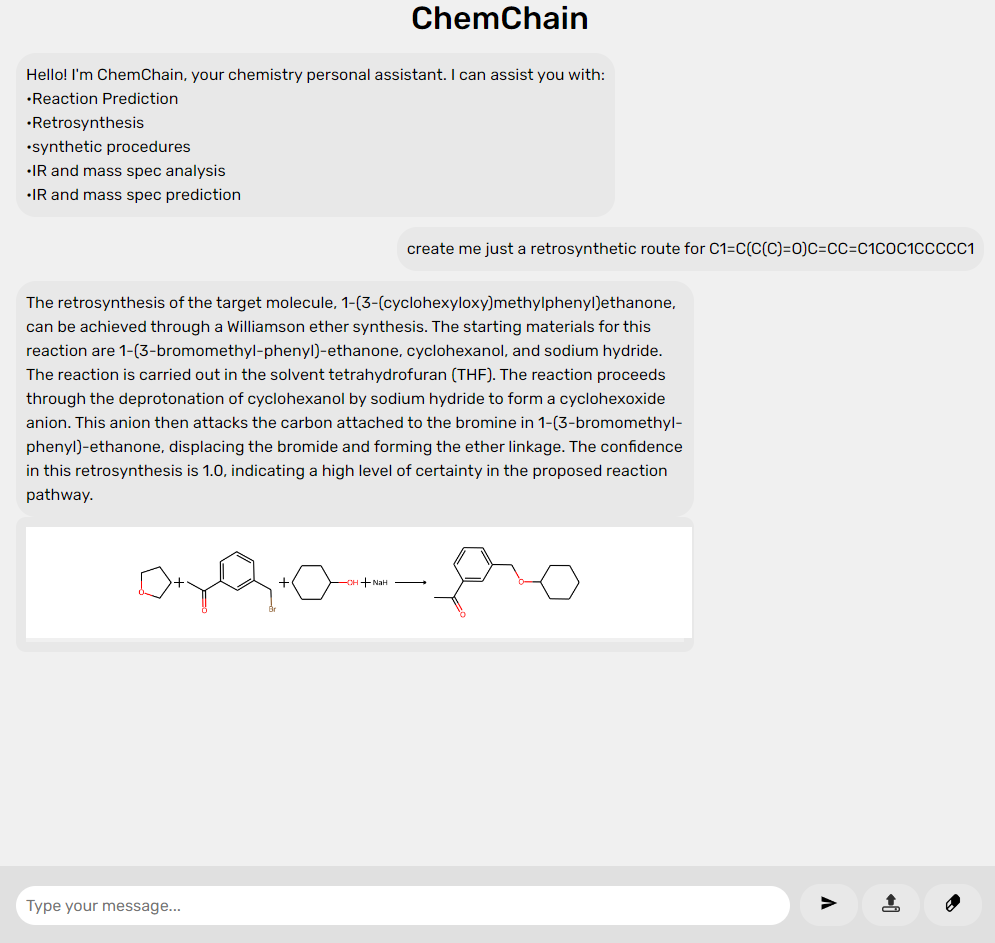 ChemChain
Hello! I'm ChemChain, your chemistry personal assistant. I can assist you with:
•Reaction Prediction
•Retrosynthesis
•synthetic procedures
•IR and mass spec analysis
•IR and mass spec prediction
create me just a retrosynthetic route for C1=C(C(C)=O)C=CC=C1COC1CCCCC1
The retrosynthesis of the target molecule, 1-(3-(cyclohexyloxy)methylphenyl)ethanone,
can be achieved through a Williamson ether synthesis. The starting materials for this
reaction are 1-(3-bromomethyl-phenyl)-ethanone, cyclohexanol, and sodium hydride.
The reaction is carried out in the solvent tetrahydrofuran (THF). The reaction proceeds
through the deprotonation of cyclohexanol by sodium hydride to form a cyclohexoxide
anion. This anion then attacks the carbon attached to the bromine in 1-(3-bromomethyl-
phenyl)-ethanone, displacing the bromide and forming the ether linkage. The confidence
in this retrosynthesis is 1.0, indicating a high level of certainty in the proposed reaction
pathway.
O + O Br + OH + NaH O O
Type your message...